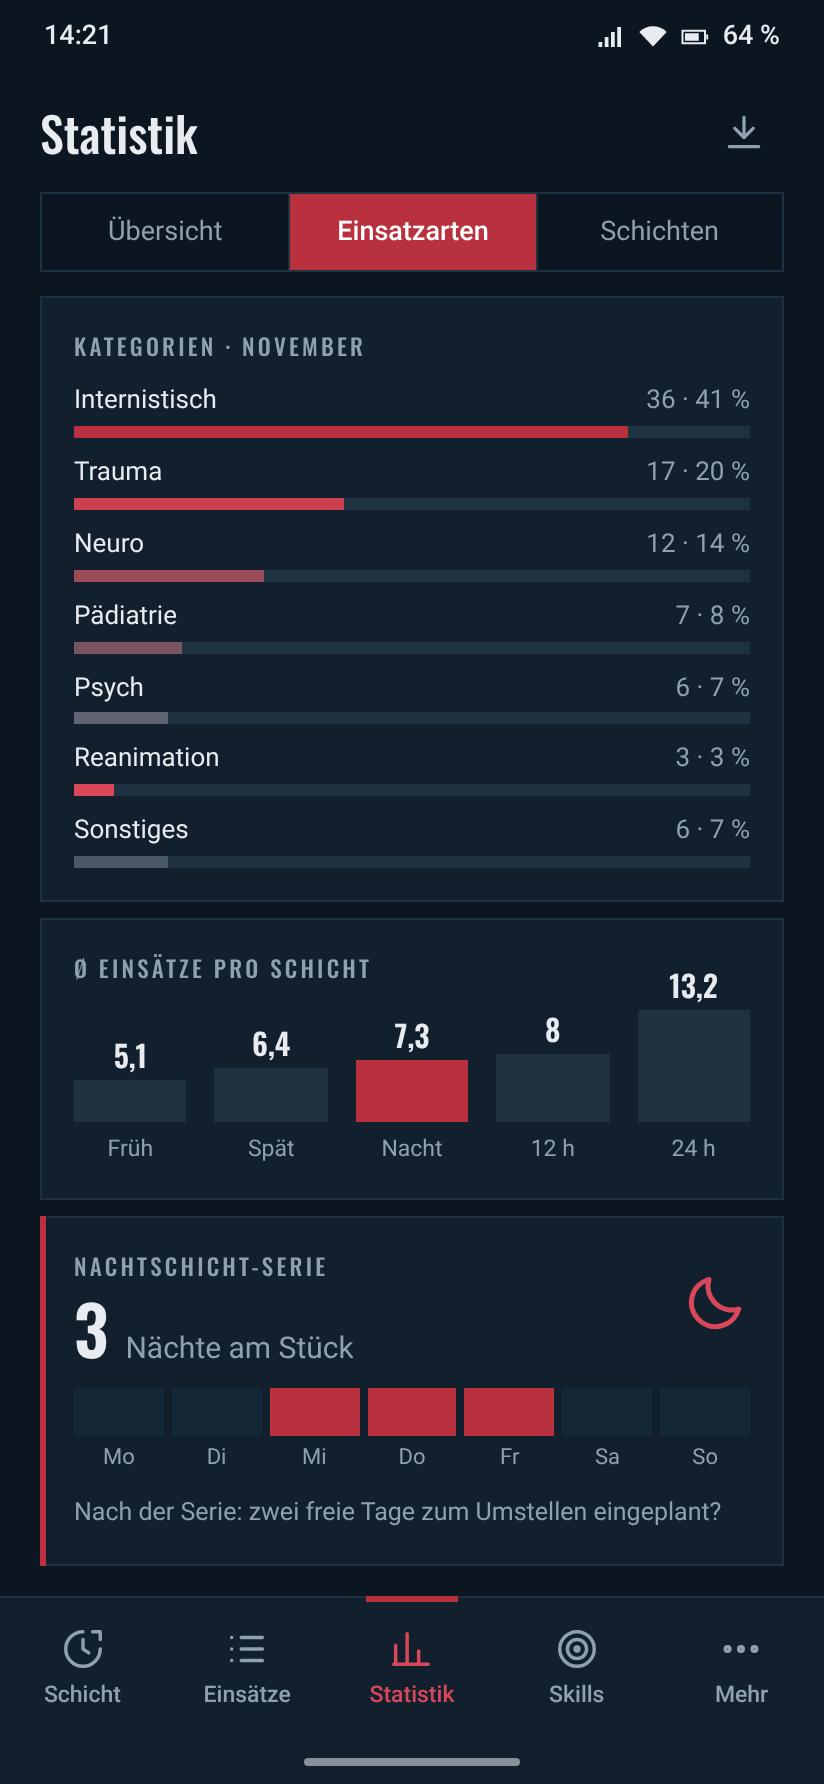 14:21
64 %
Statistik
Übersicht
Einsatzarten
Schichten
KATEGORIEN · NOVEMBER
Internistisch 36 · 41 %
Trauma 17 · 20 %
Neuro 12 · 14 %
Pädiatrie 7 · 8 %
Psych 6 · 7 %
Reanimation 3 · 3 %
Sonstiges 6 · 7 %
Ø EINSÄTZE PRO SCHICHT
5,1 6,4 7,3 8 13,2
Früh Spät Nacht 12 h 24 h
NACHTSCHICHT-SERIE
3 Nächte am Stück
Mo Di Mi Do Fr Sa So
Nach der Serie: zwei freie Tage zum Umstellen eingeplant?
Schicht Einsätze Statistik Skills Mehr